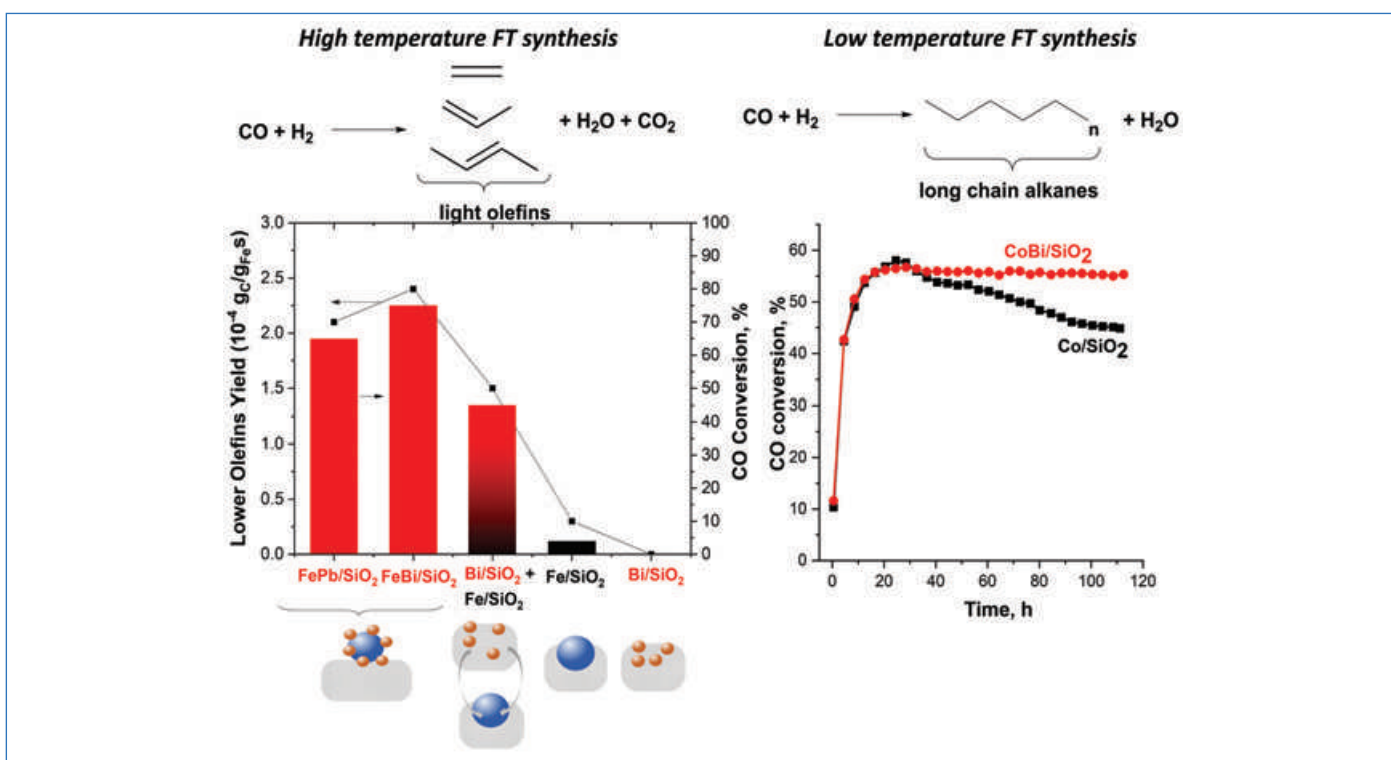 High temperature FT synthesis
CO + H₂
+ H₂O + CO₂
light olefins
Lower Olefins Yield (10⁻⁴ g_C/g_Fe s)
3.0
2.5
2.0
1.5
1.0
0.5
0.0
100
90
80
70
60
50
40
30
20
10
0
CO Conversion, %
FePb/SiO₂
FeBi/SiO₂
Bi/SiO₂ +
Fe/SiO₂
Fe/SiO₂
Bi/SiO₂
Low temperature FT synthesis
CO + H₂
n
+ H₂O
long chain alkanes
CO conversion, %
60
50
40
30
20
10
0
CoBi/SiO₂
Co/SiO₂
0 20 40 60 80 100 120
Time, h